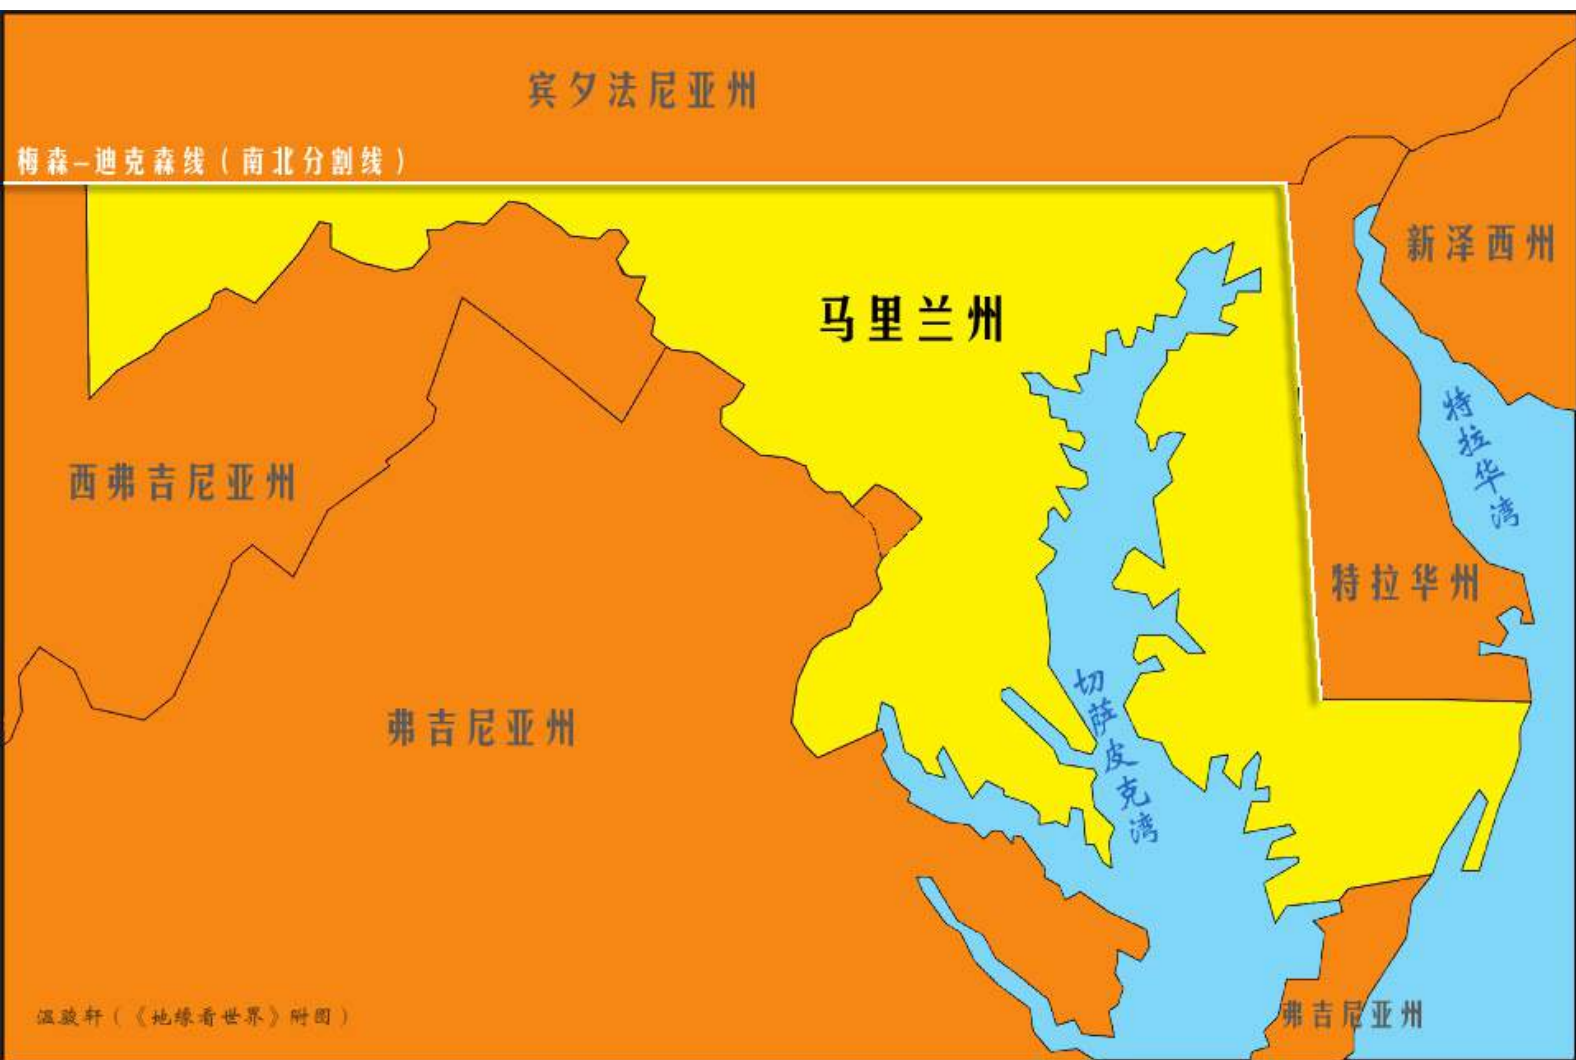 宾夕法尼亚州
梅森-迪克森线（南北分割线）
新泽西州
马里兰州
特拉华湾
西弗吉尼亚州
特拉华州
切萨皮克湾
弗吉尼亚州
弗吉尼亚州
温骏轩（《地缘看世界》附图）